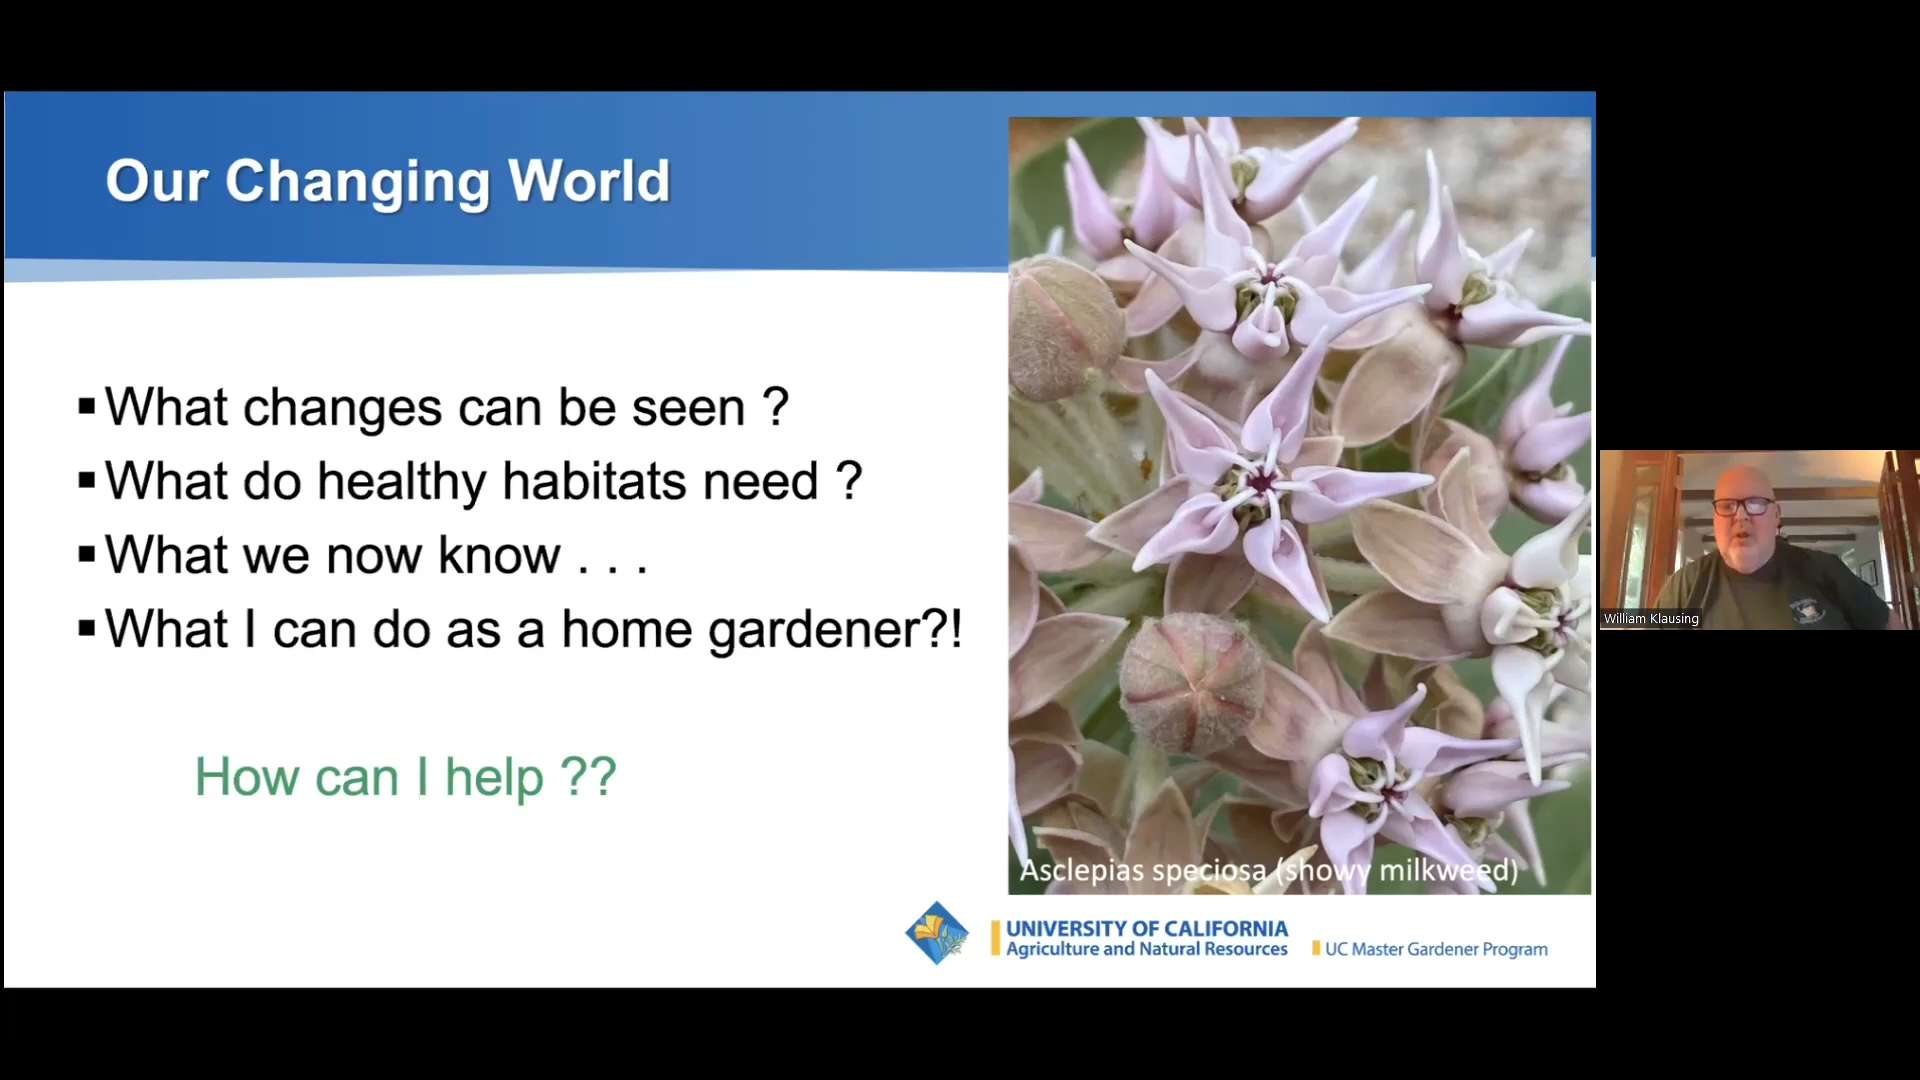 Our Changing World
▪What changes can be seen ?
▪What do healthy habitats need ?
▪What we now know . . .
▪What I can do as a home gardener?!
How can I help ??
Asclepias speciosa (showy milkweed)
UNIVERSITY OF CALIFORNIA
Agriculture and Natural Resources
UC Master Gardener Program
William Klausing